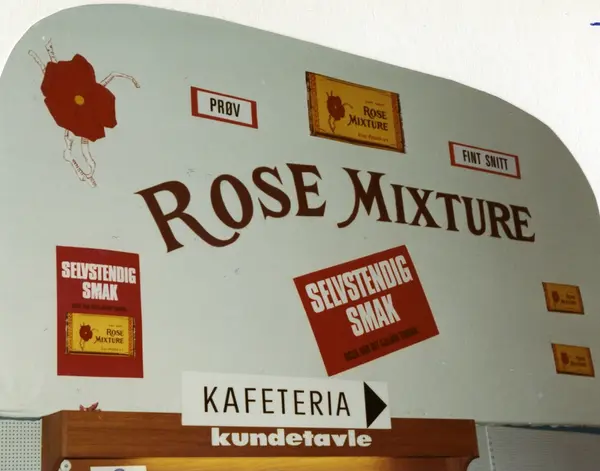 PRØV
ROSE
MIXTURE
FINT SNITT
ROSE MIXTURE
SELVSTENDIG
SMAK
ROSE
MIXTURE
SELVSTENDIG
SMAK
KAFETERIA
kundetavle